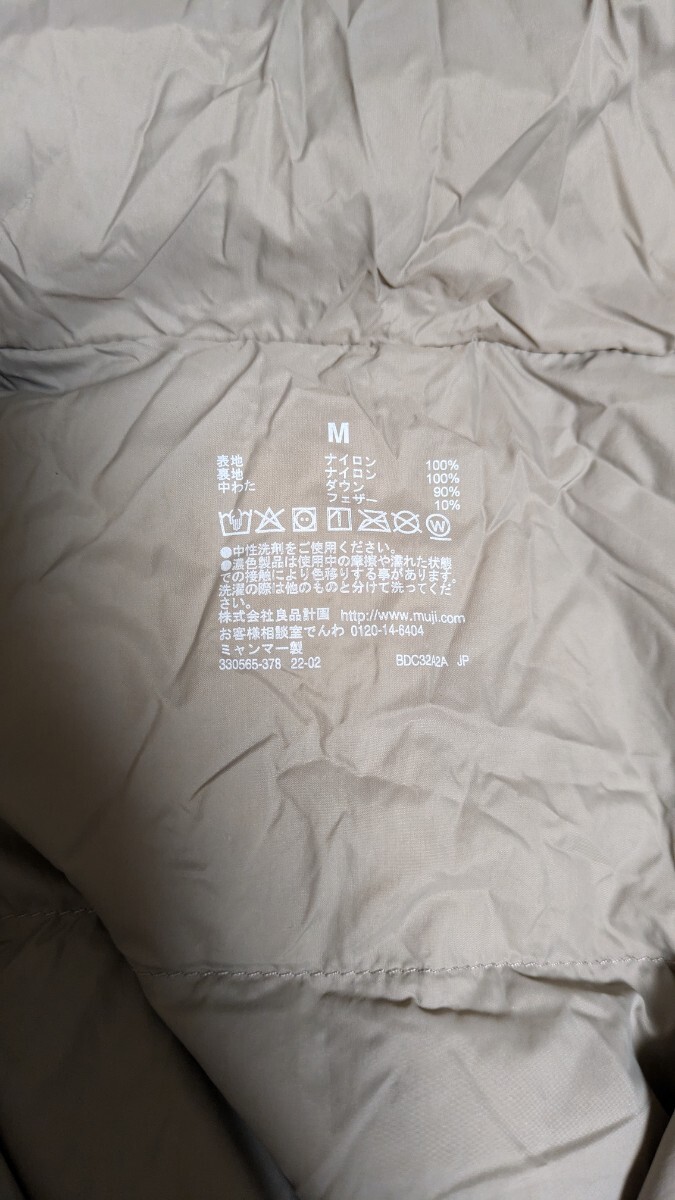 M
表地 ナイロン 100%
裏地 ナイロン 100%
中わた ダウン 90%
フェザー 10%
W
●中性洗剤をご使用ください。
●濃色製品は使用中の摩擦や濡れた状態
での接触により色移りする事があります。
洗濯の際は他のものと分けて洗ってくだ
さい。
株式会社良品計画 http://www.muji.com
お客様相談室でんわ 0120-14-6404
ミャンマー製
330565-378 22-02 BDC32A2A JP